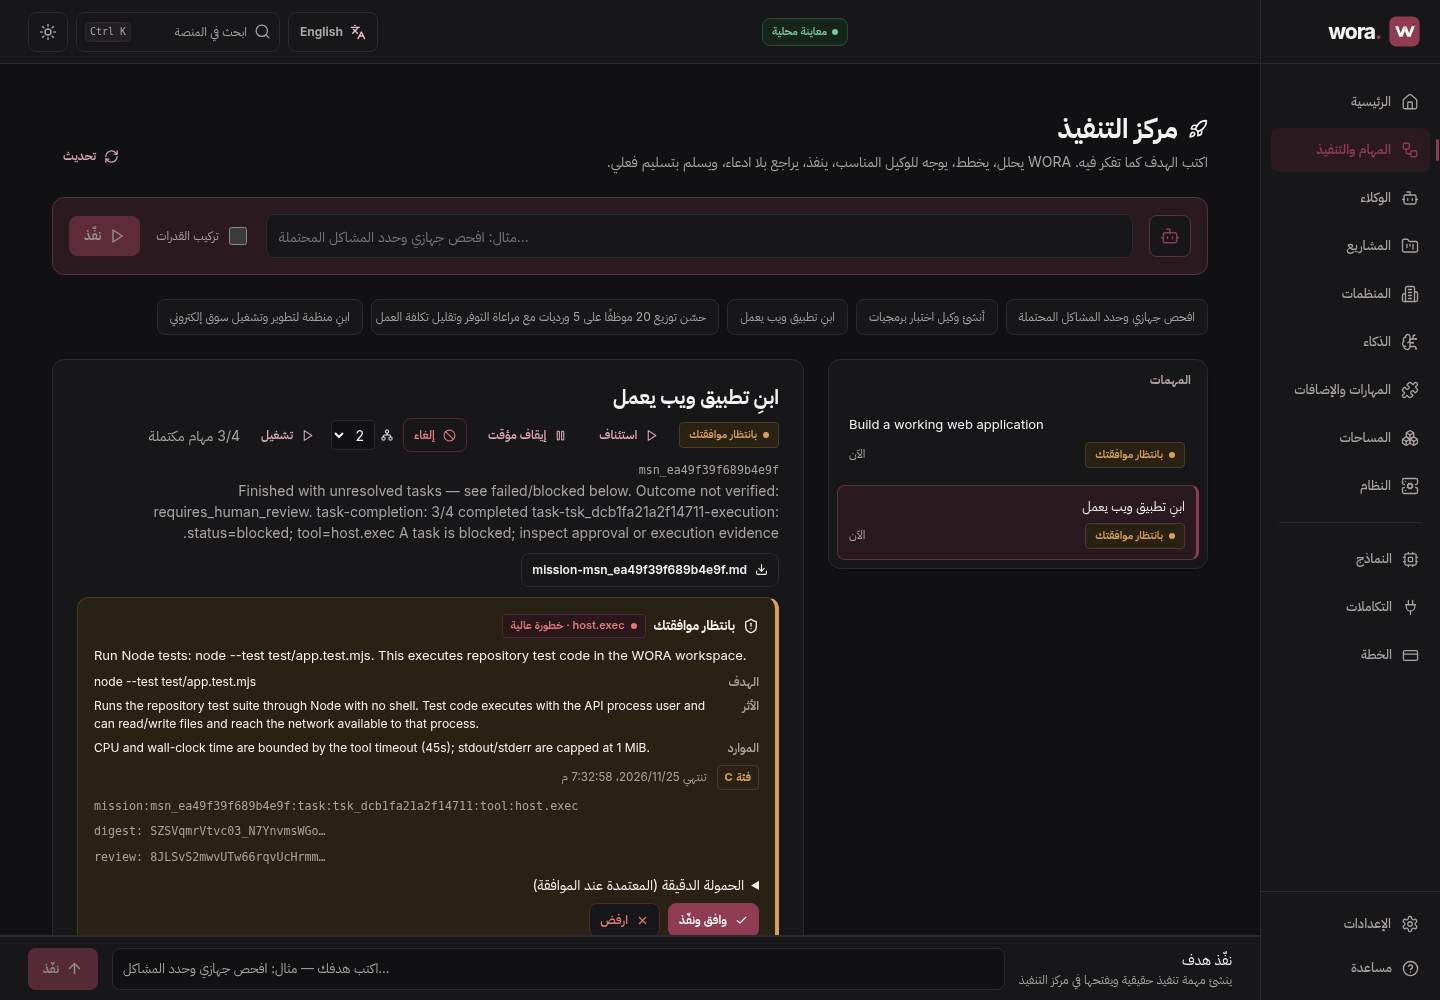 wora.
معاينة محلية
English
ابحث في المنصة
Ctrl K
الرئيسية
المهام والتنفيذ
الوكلاء
المشاريع
المنظمات
الذكاء
المهارات والإضافات
المساحات
النظام
النماذج
التكاملات
الخطة
الإعدادات
مساعدة
مركز التنفيذ
اكتب الهدف كما تفكر فيه. WORA يحلل، يخطط، يوجه للوكيل المناسب، ينفذ، يراجع بلا ادعاء، ويسلم بتسليم فعلي.
تحديث
مثال: افحص جهازي وحدد المشاكل المحتملة...
تركيب القدرات
نفّذ
افحص جهازي وحدد المشاكل المحتملة
أنشئ وكيل اختبار برمجيات
ابنِ تطبيق ويب يعمل
حسّن توزيع 20 موظفًا على 5 ورديات مع مراعاة التوفر وتقليل تكلفة العمل
ابنِ منظمة لتطوير وتشغيل سوق إلكتروني
المهمات
Build a working web application
بانتظار موافقتك
الآن
ابنِ تطبيق ويب يعمل
بانتظار موافقتك
الآن
ابنِ تطبيق ويب يعمل
بانتظار موافقتك
استئناف
إيقاف مؤقت
إلغاء
2
تشغيل
3/4 مهام مكتملة
msn_ea49f39f689b4e9f
Finished with unresolved tasks — see failed/blocked below. Outcome not verified:
requires_human_review. task-completion: 3/4 completed task-tsk_dcb1fa21a2f14711-execution:
status=blocked; tool=host.exec A task is blocked; inspect approval or execution evidence.
mission-msn_ea49f39f689b4e9f.md
بانتظار موافقتك
host.exec · خطورة عالية
Run Node tests: node --test test/app.test.mjs. This executes repository test code in the WORA workspace.
الهدف
node --test test/app.test.mjs
الأثر
Runs the repository test suite through Node with no shell. Test code executes with the API process user and
can read/write files and reach the network available to that process.
الموارد
CPU and wall-clock time are bounded by the tool timeout (45s); stdout/stderr are capped at 1 MiB.
فئة C
تنتهي 2026/11/25، 7:32:58 م
mission:msn_ea49f39f689b4e9f:task:tsk_dcb1fa21a2f14711:tool:host.exec
digest: SZSVqmrVtvc03_N7YnvmsWGo…
review: 8JLSvS2mwvUTw66rqvUcHrmm…
الحمولة الدقيقة (المعتمدة عند الموافقة)
وافق ونفّذ
ارفض
نفّذ هدف
ينشئ مهمة تنفيذ حقيقية ويفتحها في مركز التنفيذ
اكتب هدفك — مثال: افحص جهازي وحدد المشاكل...
نفّذ